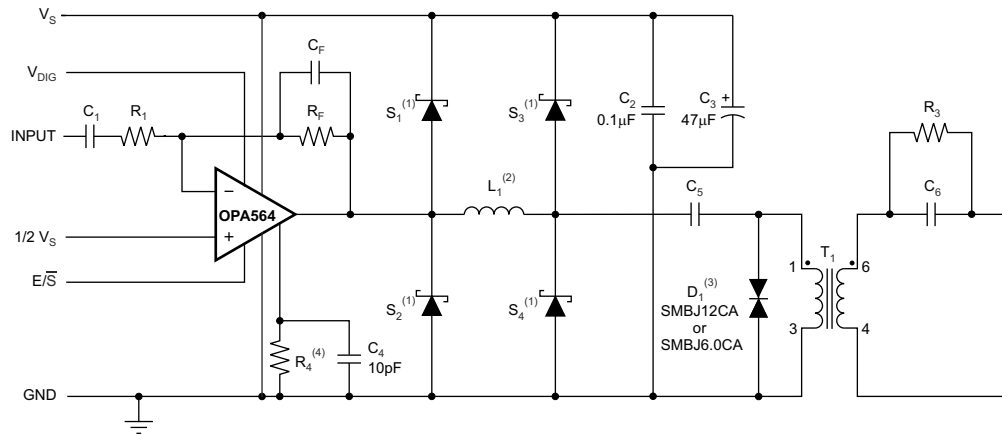 V_S
C_F
V_DIG
S_1^(1)
S_3^(1)
C_2
0.1μF
C_3
+
47μF
C_1
R_1
R_F
R_3
INPUT
L_1^(2)
C_5
C_6
−
OPA564
+
1/2 V_S
T_1
1
6
E/S̅
D_1^(3)
SMBJ12CA
or
SMBJ6.0CA
S_2^(1)
S_4^(1)
3
4
R_4^(4)
C_4
10pF
GND